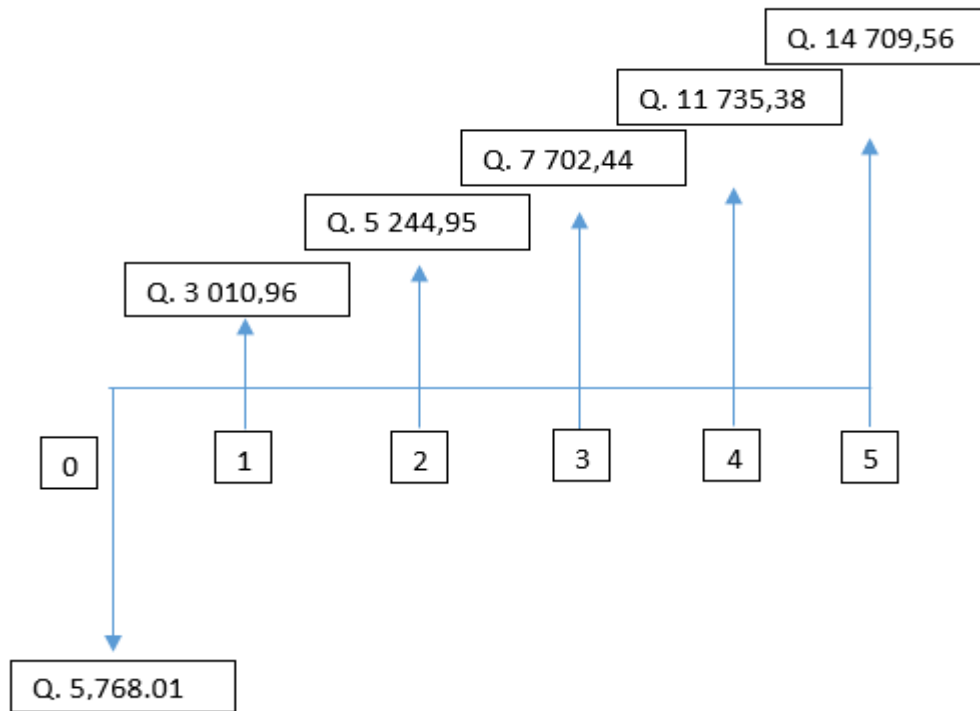 Q. 14 709,56
Q. 11 735,38
Q. 7 702,44
Q. 5 244,95
Q. 3 010,96
0
1
2
3
4
5
Q. 5,768.01